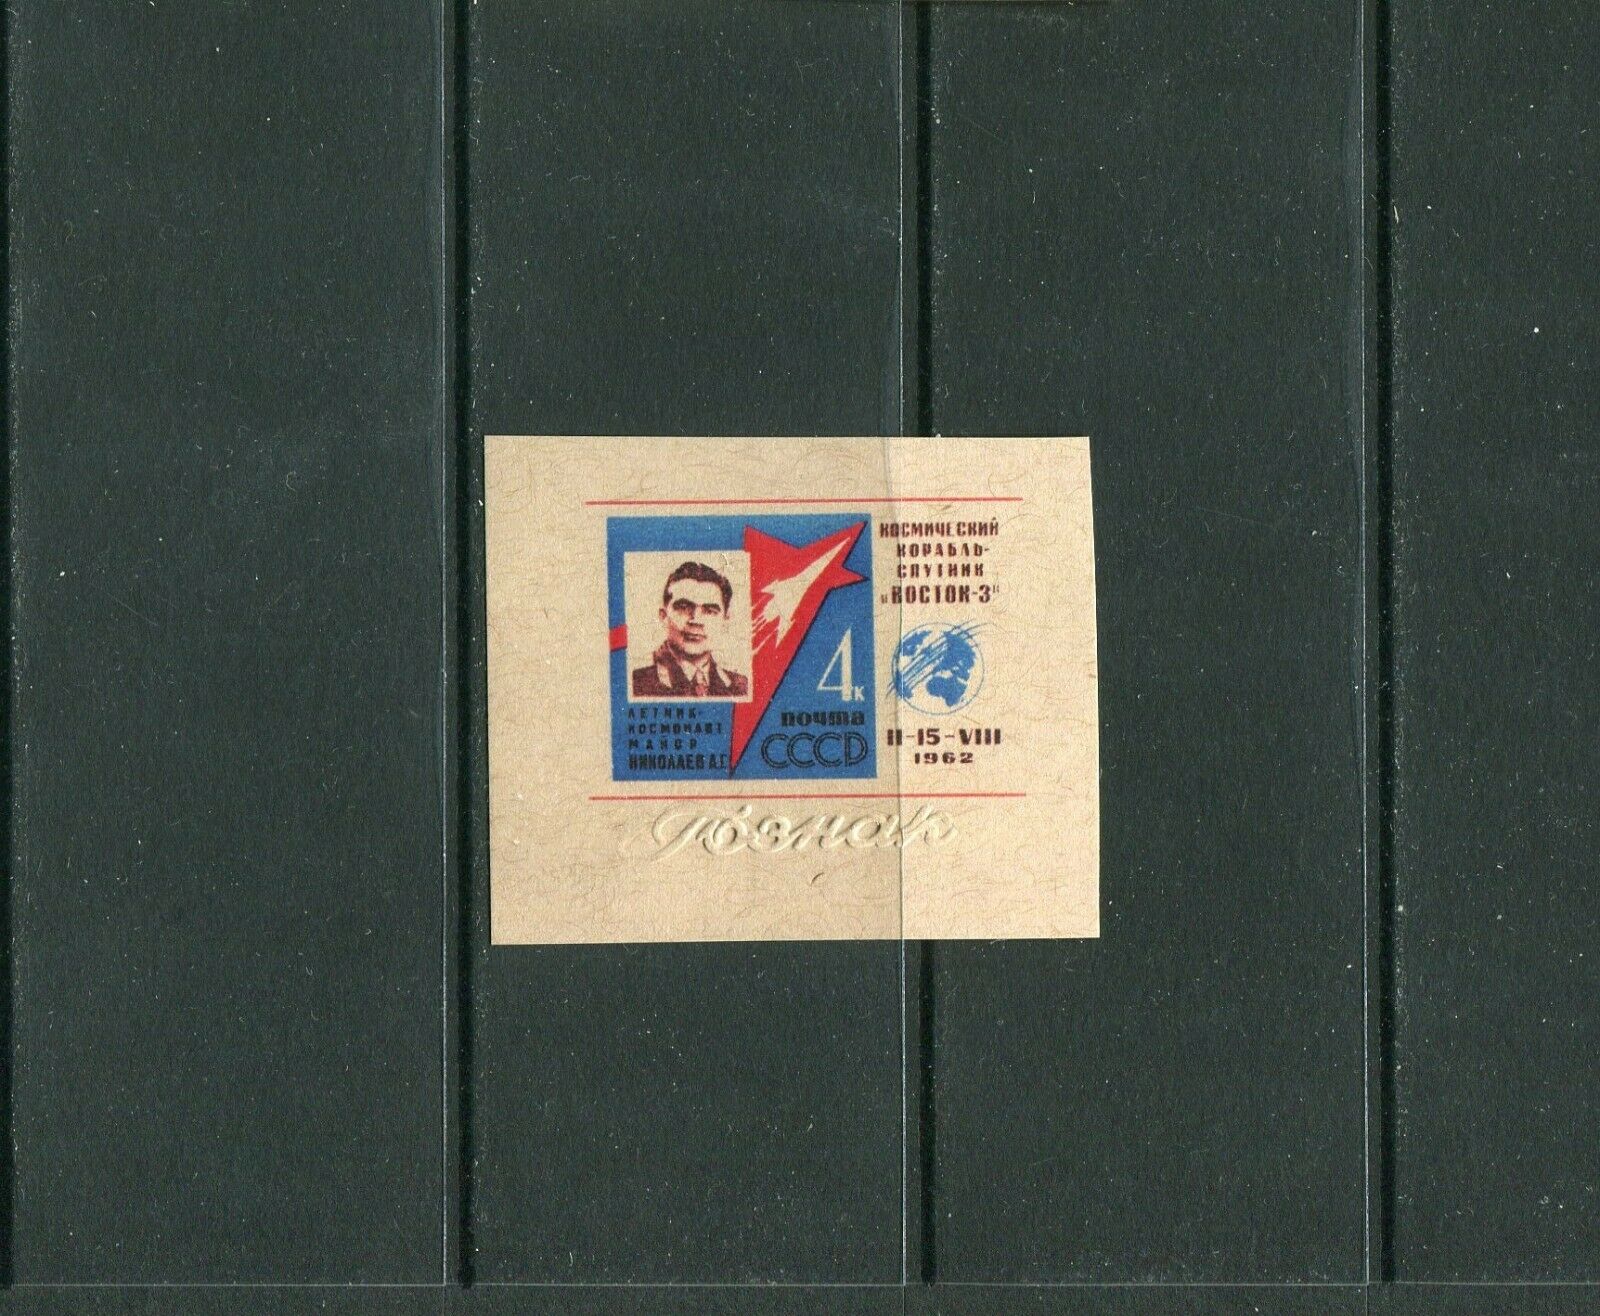 КОСМИЧЕСКИЙ
КОРАБЛЬ-
СПУТНИК
"ВОСТОК-3"
4к
ЛЕТЧИК-
КОСМОНАВТ
МАЙОР
НИКОЛАЕВ А.Г.
почта
СССР
11-15-VIII
1962
Гознак